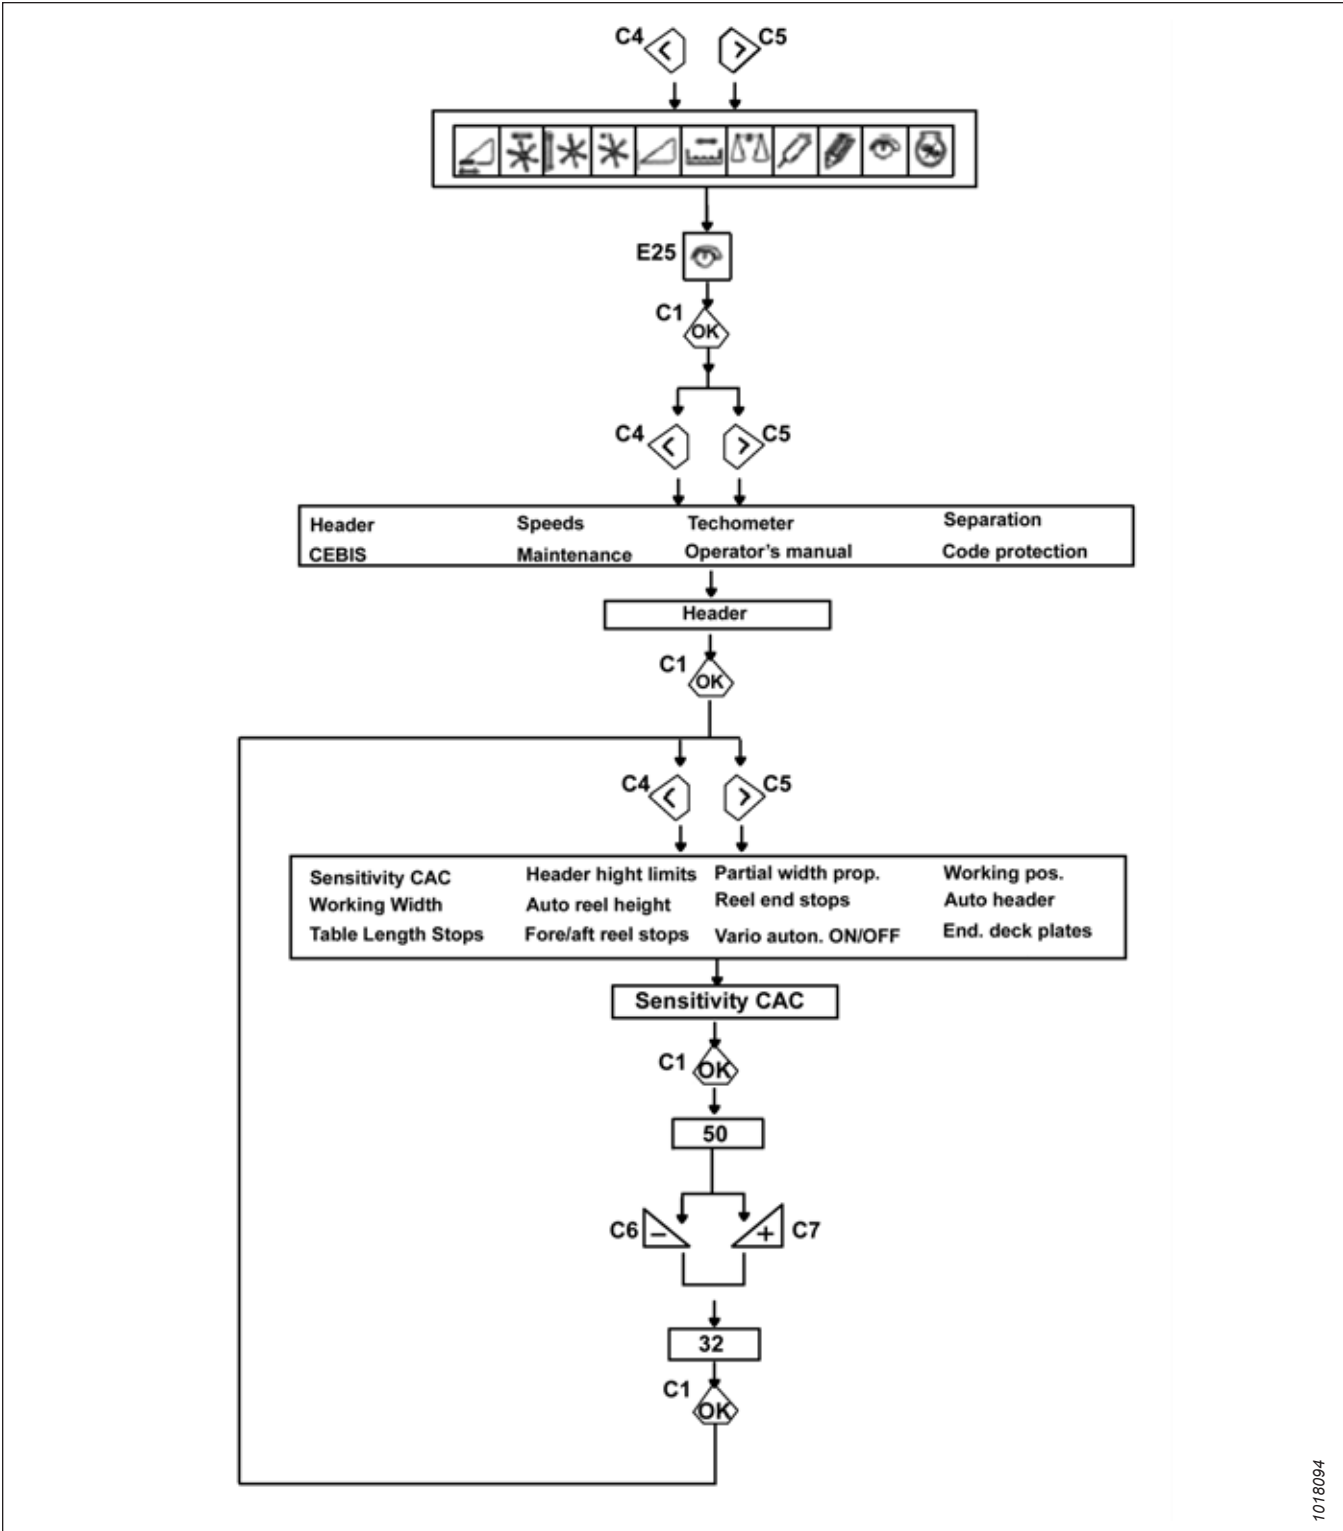 C4 < > C5
E25
C1
OK
C4 < > C5
Header Speeds Techometer Separation
CEBIS Maintenance Operator's manual Code protection
Header
C1
OK
C4 < > C5
Sensitivity CAC Header hight limits Partial width prop. Working pos.
Working Width Auto reel height Reel end stops Auto header
Table Length Stops Fore/aft reel stops Vario auton. ON/OFF End. deck plates
Sensitivity CAC
C1
OK
50
C6 − + C7
32
C1
OK
1018094